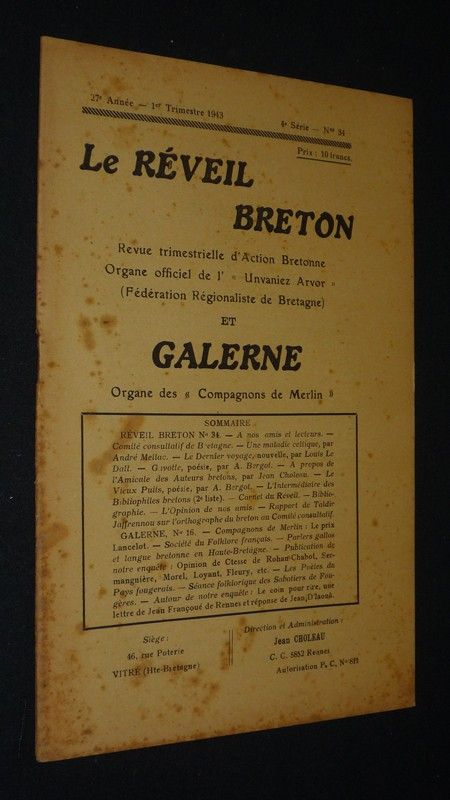 27e Année — 1er Trimestre 1943
4e Série — Nos 34
Prix : 10 francs.
Le RÉVEIL
BRETON
Revue trimestrielle d'Action Bretonne
Organe officiel de l' « Unvaniez Arvor »
(Fédération Régionaliste de Bretagne)
ET
GALERNE
Organe des « Compagnons de Merlin »
SOMMAIRE
RÉVEIL BRETON No 34. — A nos amis et lecteurs. —
Comité consultatif de Bretagne. — Une maladie celtique, par
André Mellac. — Le Dernier voyage, nouvelle, par Louis Le
Dall. — Gavotte, poésie, par A. Bergot. — A propos de
l'Amicale des Auteurs bretons, par Jean Choleau. — Le
Vieux Puits, poésie, par A. Bergot. — L'Intermédiaire des
Bibliophiles bretons (2e liste). — Carnet du Réveil. — Biblio-
graphie. — L'Opinion de nos amis. — Rapport de Taldir
Jaffrennou sur l'orthographe du breton au Comité consultatif.
GALERNE, No 16. — Compagnons de Merlin : Le prix
Lancelot. — Société du Folklore français. — Parlers gallos
et langue bretonne en Haute-Bretagne. — Publication de
notre enquête : Opinion de Ctesse de Rohan-Chabot, Ser-
mangnière, Morel, Loyant, Fleury, etc. — Les Poètes du
Pays fougerais. — Séance folklorique des Sabotiers de Fou-
gères. — Autour de notre enquête : Le coin pour rire, une
lettre de Jean Françoué de Rennes et réponse de Jean
Siège :
46, rue Poterie
VITRÉ (Hte-Bretagne)
Direction et Administration :
Jean CHOLEAU
C. C. 5852 Rennes
Autorisation P. C. No